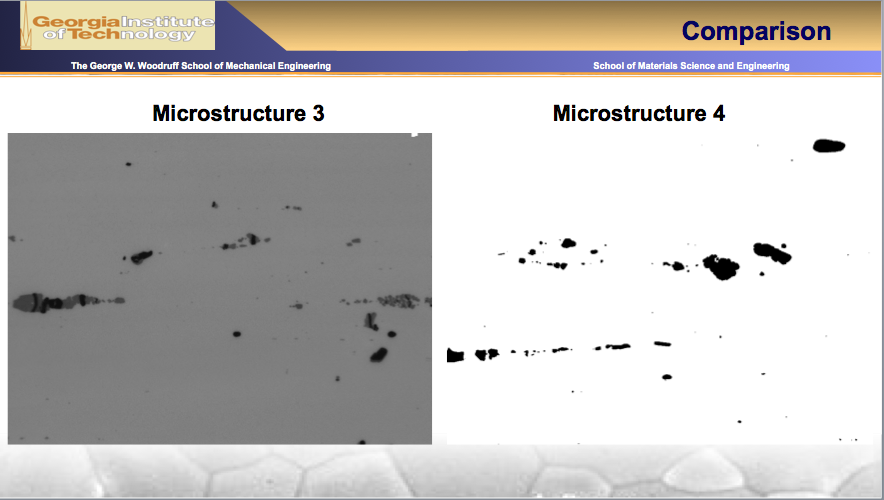 Georgia Institute
of Technology
Comparison
The George W. Woodruff School of Mechanical Engineering
School of Materials Science and Engineering
Microstructure 3
Microstructure 4